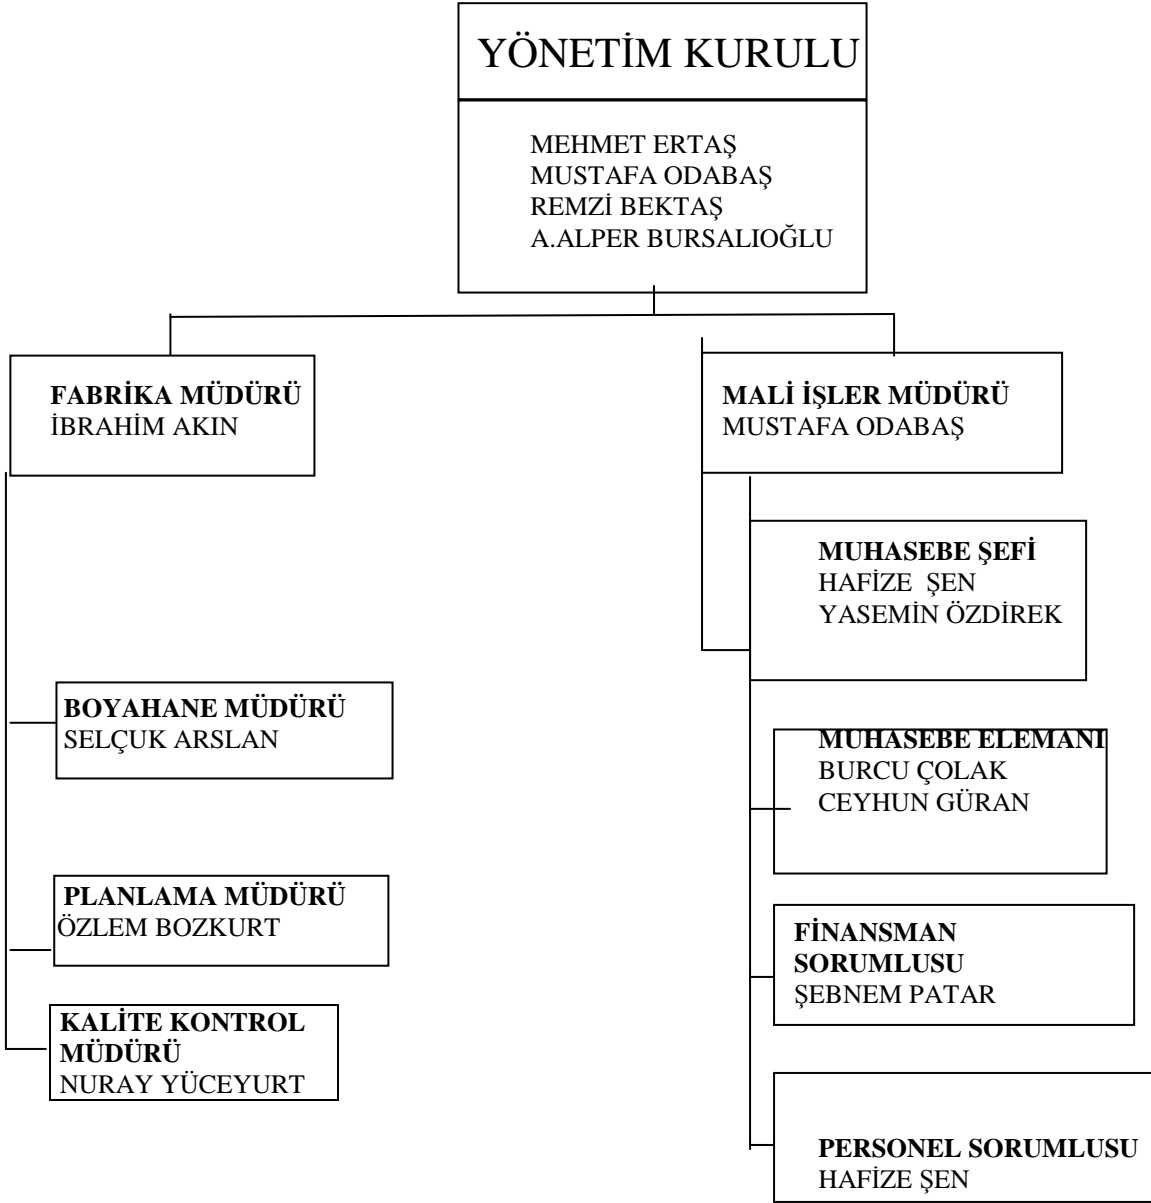 YÖNETİM KURULU
MEHMET ERTAŞ
MUSTAFA ODABAŞ
REMZİ BEKTAŞ
A.ALPER BURSALIOĞLU
FABRİKA MÜDÜRÜ
İBRAHİM AKIN
MALİ İŞLER MÜDÜRÜ
MUSTAFA ODABAŞ
MUHASEBE ŞEFİ
HAFİZE ŞEN
YASEMİN ÖZDİREK
BOYAHANE MÜDÜRÜ
SELÇUK ARSLAN
MUHASEBE ELEMANI
BURCU ÇOLAK
CEYHUN GÜRAN
PLANLAMA MÜDÜRÜ
ÖZLEM BOZKURT
FİNANSMAN
SORUMLUSU
ŞEBNEM PATAR
KALİTE KONTROL
MÜDÜRÜ
NURAY YÜCEYURT
PERSONEL SORUMLUSU
HAFİZE ŞEN